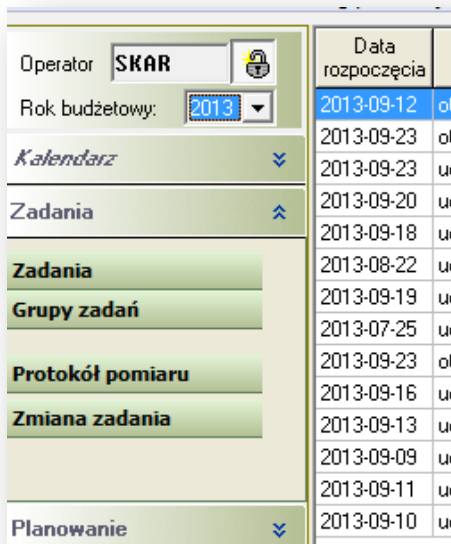 Operator SKAR
Rok budżetowy: 2013
Kalendarz
Zadania
Zadania
Grupy zadań
Protokół pomiaru
Zmiana zadania
Planowanie
Data
rozpoczęcia
2013-09-12
2013-09-23
2013-09-23
2013-09-20
2013-09-18
2013-08-22
2013-09-19
2013-07-25
2013-09-23
2013-09-16
2013-09-13
2013-09-09
2013-09-11
2013-09-10